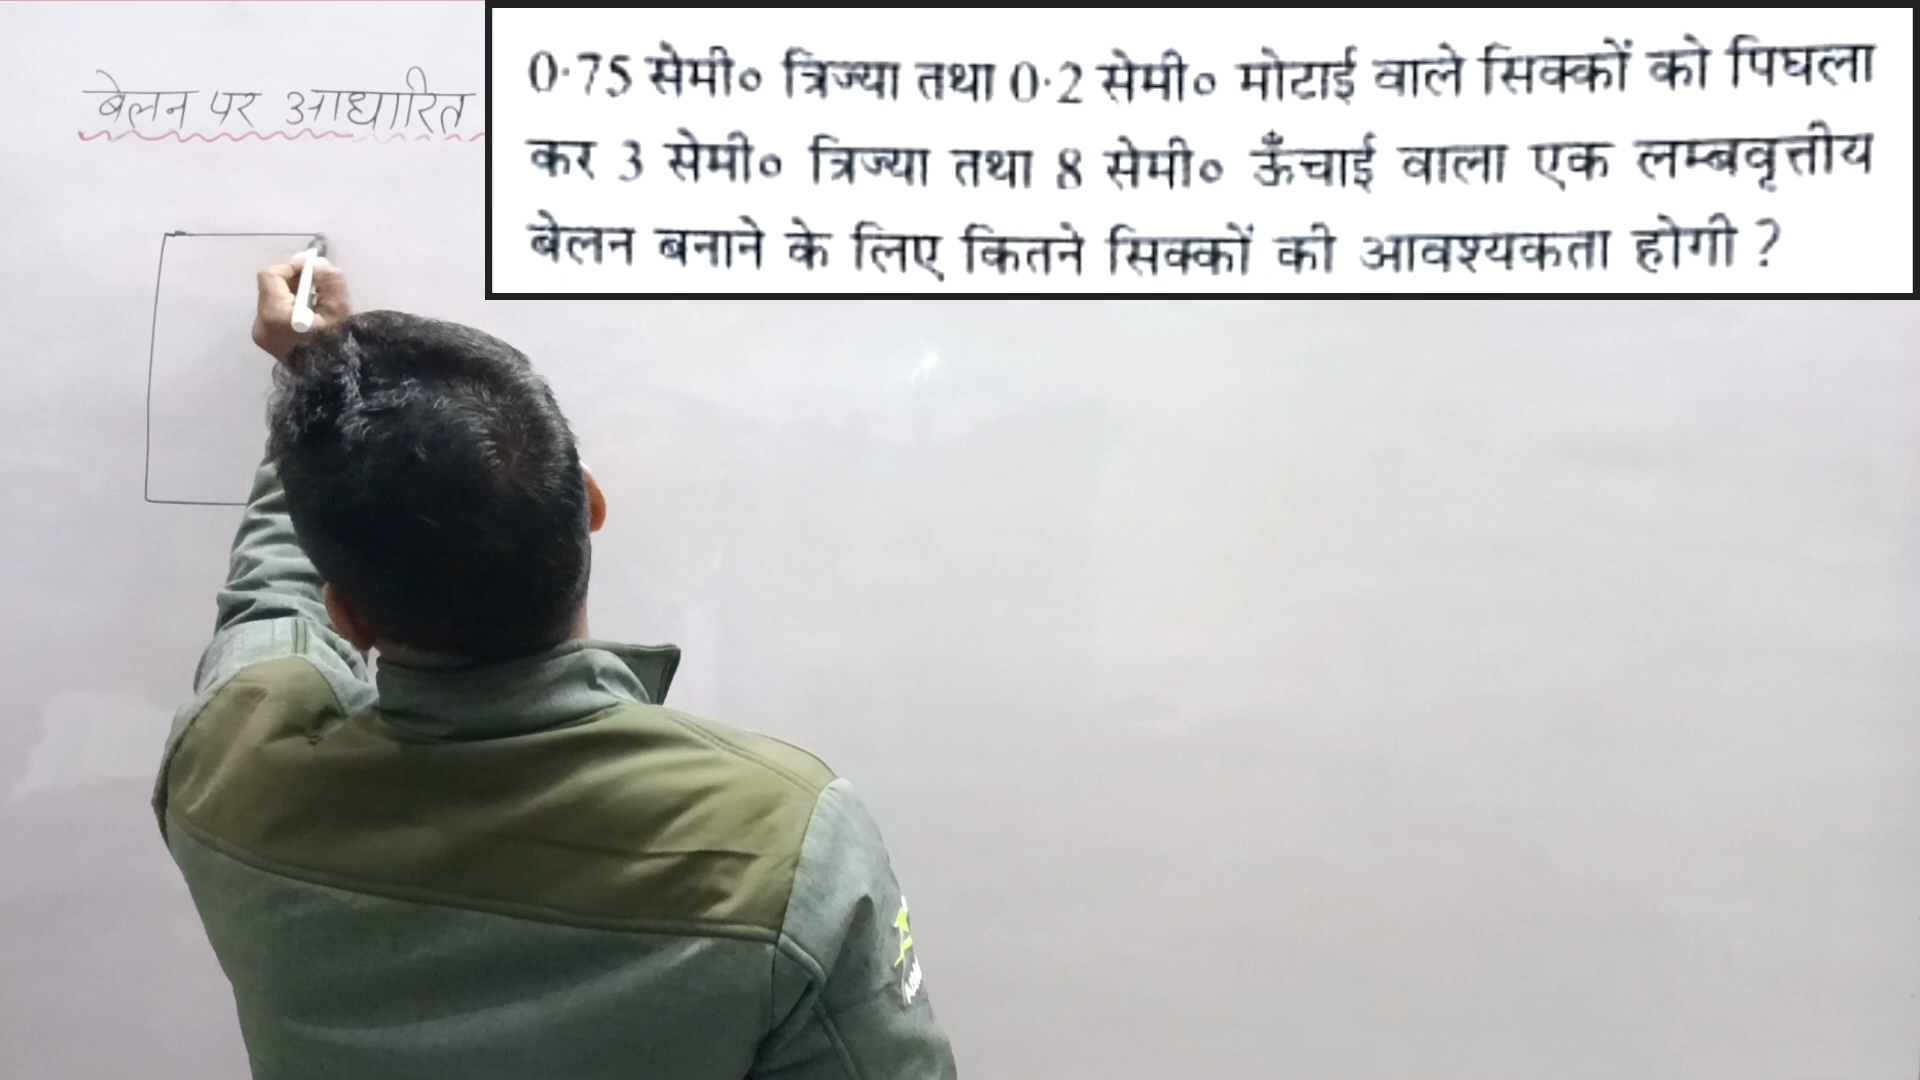 बेलन पर आधारित
0·75 सेमी० त्रिज्या तथा 0·2 सेमी० मोटाई वाले सिक्कों को पिघला
कर 3 सेमी० त्रिज्या तथा 8 सेमी० ऊँचाई वाला एक लम्बवृत्तीय
बेलन बनाने के लिए कितने सिक्कों की आवश्यकता होगी ?